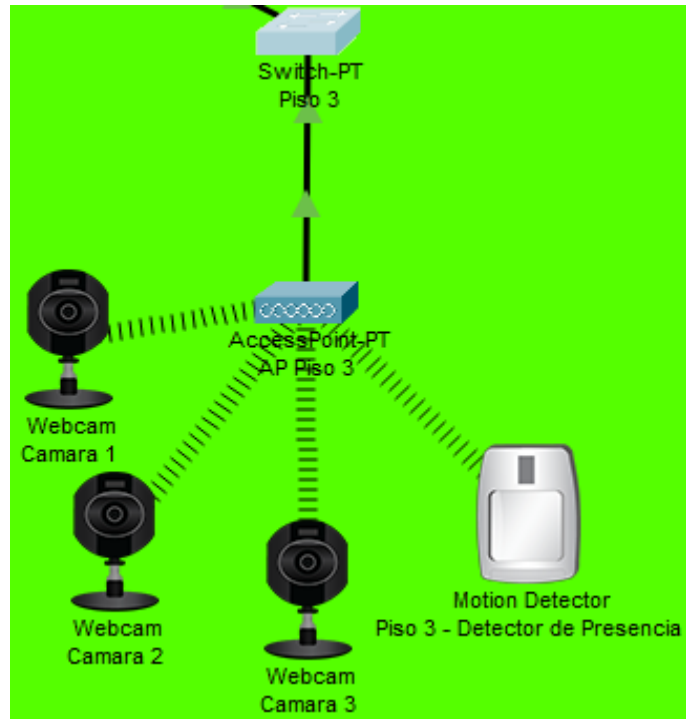 Switch-PT
Piso 3
AccessPoint-PT
AP Piso 3
Webcam
Camara 1
Webcam
Camara 2
Webcam
Camara 3
Motion Detector
Piso 3 - Detector de Presencia